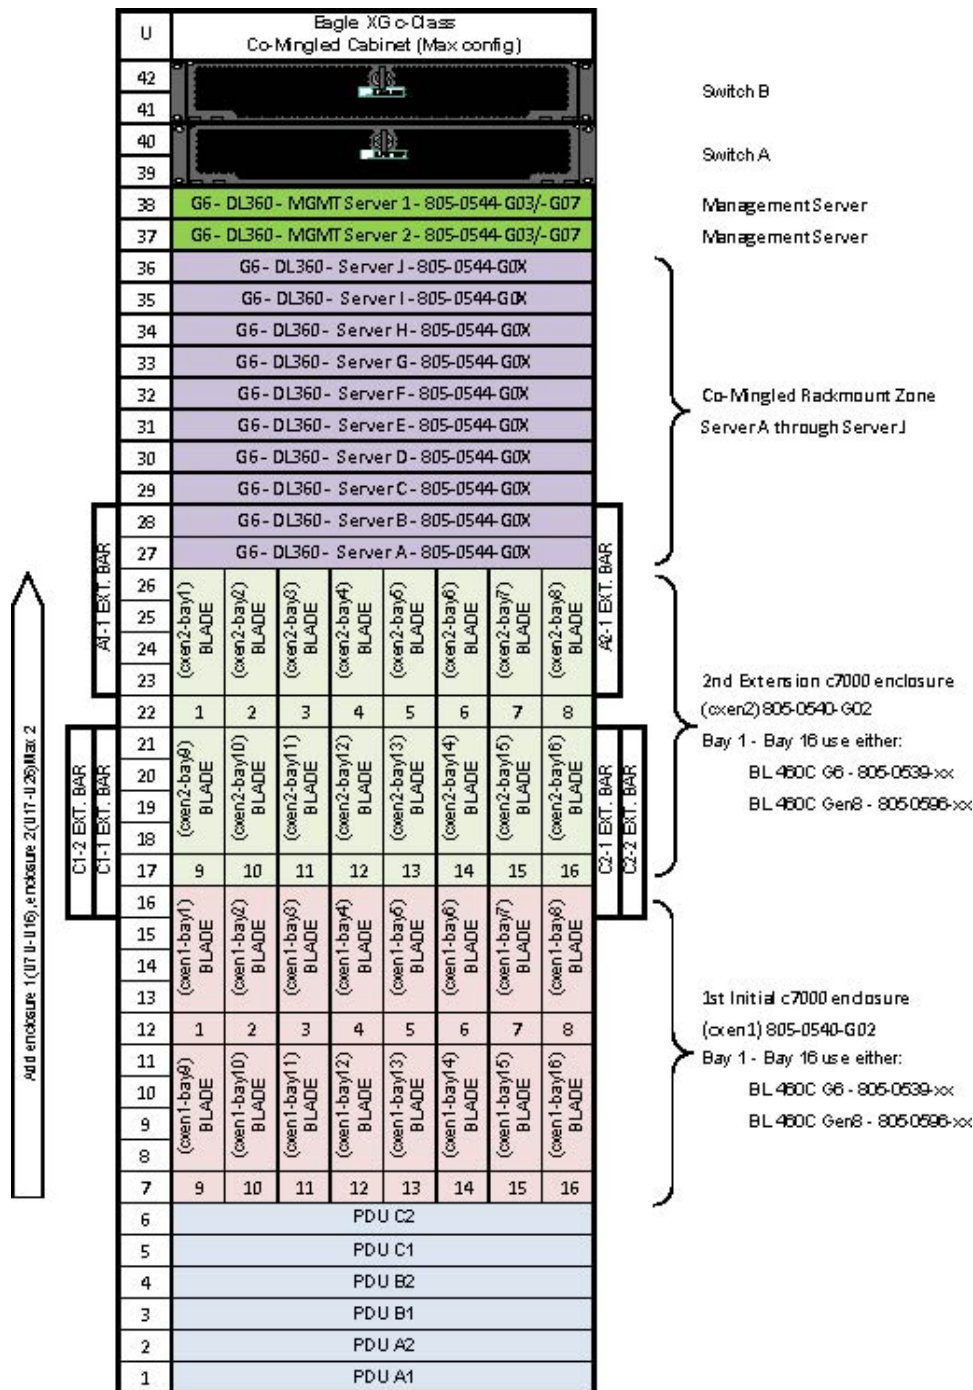 U
Eagle XG c-Class
Co-Mingled Cabinet (Max config)
42
41
Switch B
40
39
Switch A
38 G6 - DL360 - MGMT Server 1 - 805-0544-G03/-G07 Management Server
37 G6 - DL360 - MGMT Server 2 - 805-0544-G03/-G07 Management Server
36 G6 - DL360 - Server J - 805-0544-G0X
35 G6 - DL360 - Server I - 805-0544-G0X
34 G6 - DL360 - Server H - 805-0544-G0X
33 G6 - DL360 - Server G - 805-0544-G0X
32 G6 - DL360 - Server F - 805-0544-G0X
31 G6 - DL360 - Server E - 805-0544-G0X
30 G6 - DL360 - Server D - 805-0544-G0X
29 G6 - DL360 - Server C - 805-0544-G0X
28 G6 - DL360 - Server B - 805-0544-G0X
27 G6 - DL360 - Server A - 805-0544-G0X
Co-Mingled Rackmount Zone
Server A through Server J
A1-1 EXT. BAR
A2-1 EXT. BAR
26
25
24
23
(cxen2-bay1)
BLADE
(cxen2-bay2)
BLADE
(cxen2-bay3)
BLADE
(cxen2-bay4)
BLADE
(cxen2-bay5)
BLADE
(cxen2-bay6)
BLADE
(cxen2-bay7)
BLADE
(cxen2-bay8)
BLADE
22 1 2 3 4 5 6 7 8
21
20
19
18
(cxen2-bay9)
BLADE
(cxen2-bay10)
BLADE
(cxen2-bay11)
BLADE
(cxen2-bay12)
BLADE
(cxen2-bay13)
BLADE
(cxen2-bay14)
BLADE
(cxen2-bay15)
BLADE
(cxen2-bay16)
BLADE
17 9 10 11 12 13 14 15 16
2nd Extension c7000 enclosure
(cxen2) 805-0540-G02
Bay 1 - Bay 16 use either:
BL 460C G6 - 805-0539-xx
BL 460C Gen8 - 8050596-xx
C1-2 EXT. BAR
C1-1 EXT. BAR
C2-1 EXT. BAR
C2-2 EXT. BAR
16
15
14
13
(cxen1-bay1)
BLADE
(cxen1-bay2)
BLADE
(cxen1-bay3)
BLADE
(cxen1-bay4)
BLADE
(cxen1-bay5)
BLADE
(cxen1-bay6)
BLADE
(cxen1-bay7)
BLADE
(cxen1-bay8)
BLADE
12 1 2 3 4 5 6 7 8
11
10
9
8
(cxen1-bay9)
BLADE
(cxen1-bay10)
BLADE
(cxen1-bay11)
BLADE
(cxen1-bay12)
BLADE
(cxen1-bay13)
BLADE
(cxen1-bay14)
BLADE
(cxen1-bay15)
BLADE
(cxen1-bay16)
BLADE
7 9 10 11 12 13 14 15 16
1st Initial c7000 enclosure
(cxen1) 805-0540-G02
Bay 1 - Bay 16 use either:
BL 460C G6 - 805-0539-xx
BL 460C Gen8 - 8050596-xx
Add enclosure 1(U7 U-U16), enclosure 2(U17-U26)Max 2
6 PDU C2
5 PDU C1
4 PDU B2
3 PDU B1
2 PDU A2
1 PDU A1